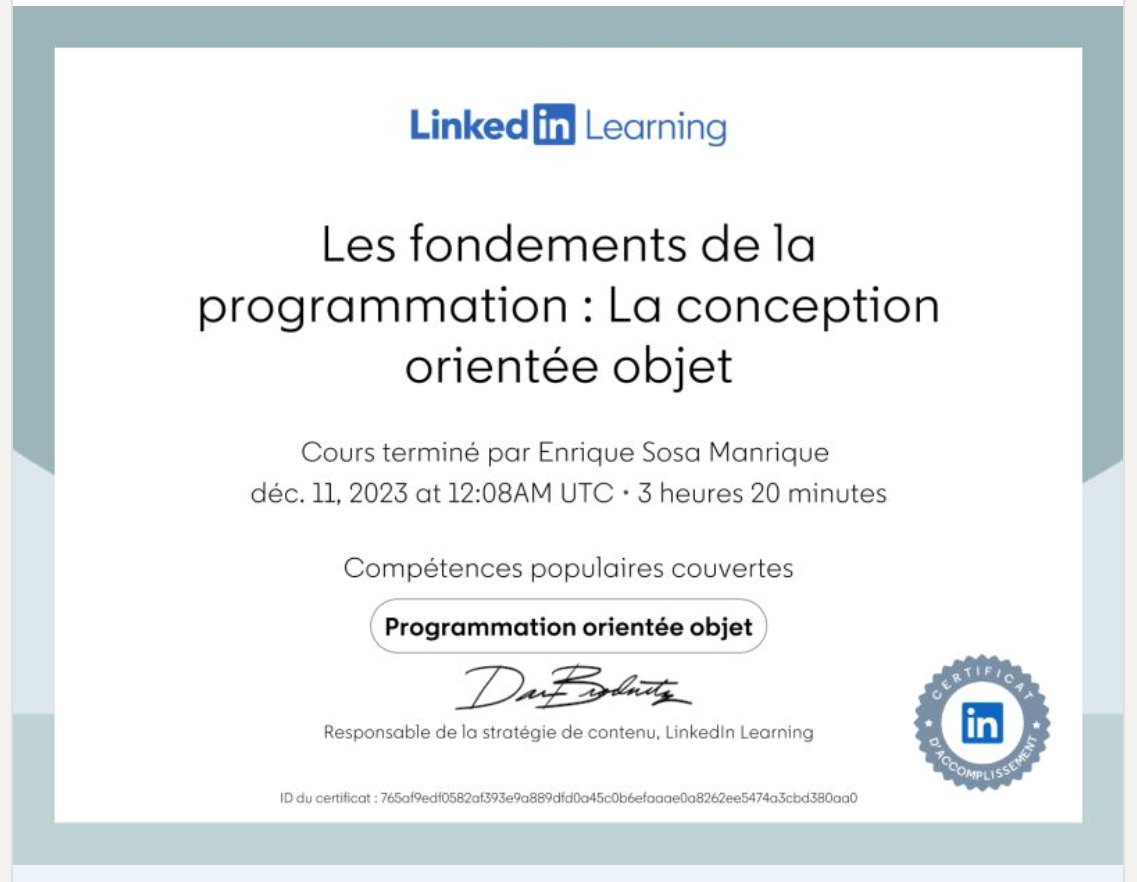 LinkedIn Learning
Les fondements de la
programmation : La conception
orientée objet
Cours terminé par Enrique Sosa Manrique
déc. 11, 2023 at 12:08AM UTC • 3 heures 20 minutes
Compétences populaires couvertes
Programmation orientée objet
Responsable de la stratégie de contenu, LinkedIn Learning
CERTIFICAT
in
D'ACCOMPLISSEMENT
ID du certificat : 765af9edf0582af393e9a889dfd0a45c0b6efaaae0a8262ee5474a3cbd380aa0